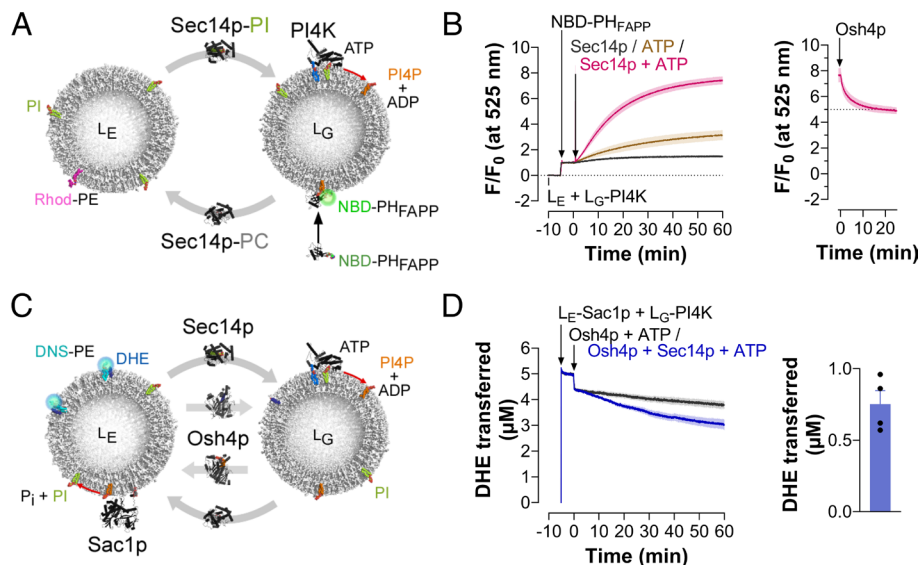 A
Sec14p-PI
PI4K
ATP
PI4P
+
ADP
PI
LE
LG
Rhod-PE
Sec14p-PC
NBD-PHFAPP
NBD-PHFAPP
B
NBD-PHFAPP
Sec14p / ATP /
Sec14p + ATP
F/F0 (at 525 nm)
10
8
6
4
2
0
-2
LE + LG-PI4K
-10 0 10 20 30 40 50 60
Time (min)
Osh4p
F/F0 (at 525 nm)
10
8
6
4
2
0
-2
0 10 20
Time (min)
C
Sec14p
ATP
PI4P
+
ADP
DNS-PE
DHE
LE
Osh4p
LG
Pi + PI
PI
Sac1p
D
LE-Sac1p + LG-PI4K
Osh4p + ATP /
Osh4p + Sec14p + ATP
DHE transferred
(µM)
6
5
4
3
2
1
0
-10 0 10 20 30 40 50 60
Time (min)
DHE transferred
(µM)
1.0
0.5
0.0